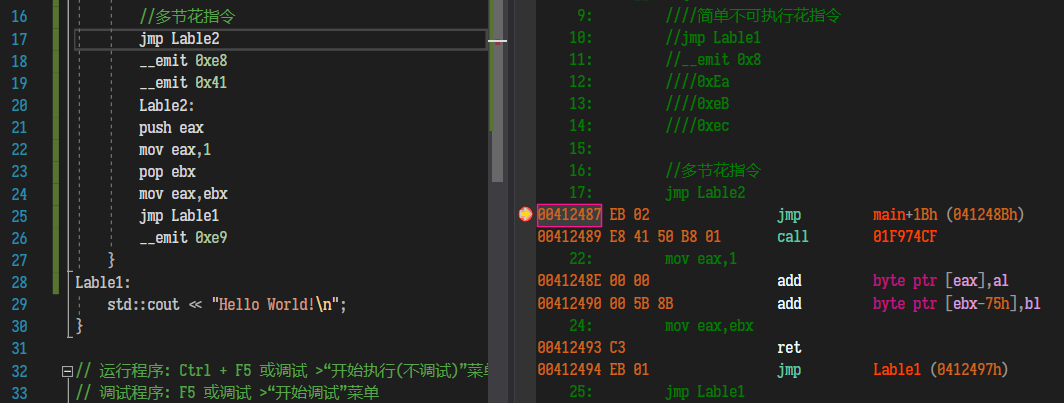 16 //多节花指令
17 jmp Lable2
18 __emit 0xe8
19 __emit 0x41
20 Lable2:
21 push eax
22 mov eax,1
23 pop ebx
24 mov eax,ebx
25 jmp Lable1
26 __emit 0xe9
27 }
28 Lable1:
29 std::cout << "Hello World!\n";
30 }
31
32 // 运行程序: Ctrl + F5 或调试 >“开始执行(不调试)”菜单
33 // 调试程序: F5 或调试 >“开始调试”菜单
9: ////简单不可执行花指令
10: //jmp Lable1
11: //__emit 0x8
12: ////0xEa
13: ////0xeB
14: ////0xec
15:
16: //多节花指令
17: jmp Lable2
00412487 EB 02 jmp main+1Bh (041248Bh)
00412489 E8 41 50 B8 01 call 01F974CF
22: mov eax,1
0041248E 00 00 add byte ptr [eax],al
00412490 00 5B 8B add byte ptr [ebx-75h],bl
24: mov eax,ebx
00412493 C3 ret
00412494 EB 01 jmp Lable1 (0412497h)
25: jmp Lable1